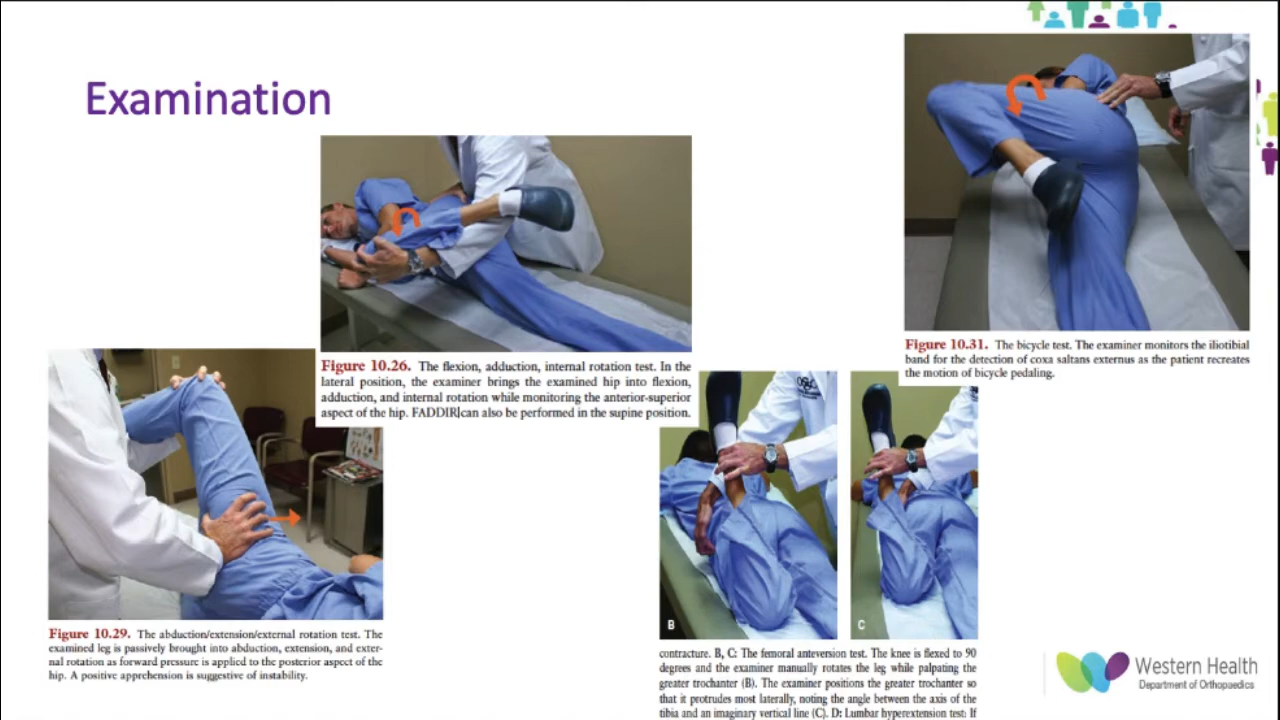 Examination
Figure 10.26. The flexion, adduction, internal rotation test. In the
lateral position, the examiner brings the examined hip into flexion,
adduction, and internal rotation while monitoring the anterior-superior
aspect of the hip. FADDIR can also be performed in the supine position.
Figure 10.31. The bicycle test. The examiner monitors the iliotibial
band for the detection of coxa saltans externus as the patient recreates
the motion of bicycle pedaling.
Figure 10.29. The abduction/extension/external rotation test. The
examined leg is passively brought into abduction, extension, and exter-
nal rotation as forward pressure is applied to the posterior aspect of the
hip. A positive apprehension is suggestive of instability.
B
C
contracture. B, C: The femoral anteversion test. The knee is flexed to 90
degrees and the examiner manually rotates the leg while palpating the
greater trochanter (B). The examiner positions the greater trochanter so
that it protrudes most laterally, noting the angle between the axis of the
tibia and an imaginary vertical line (C). D: Lumbar hyperextension test: If
Western Health
Department of Orthopaedics